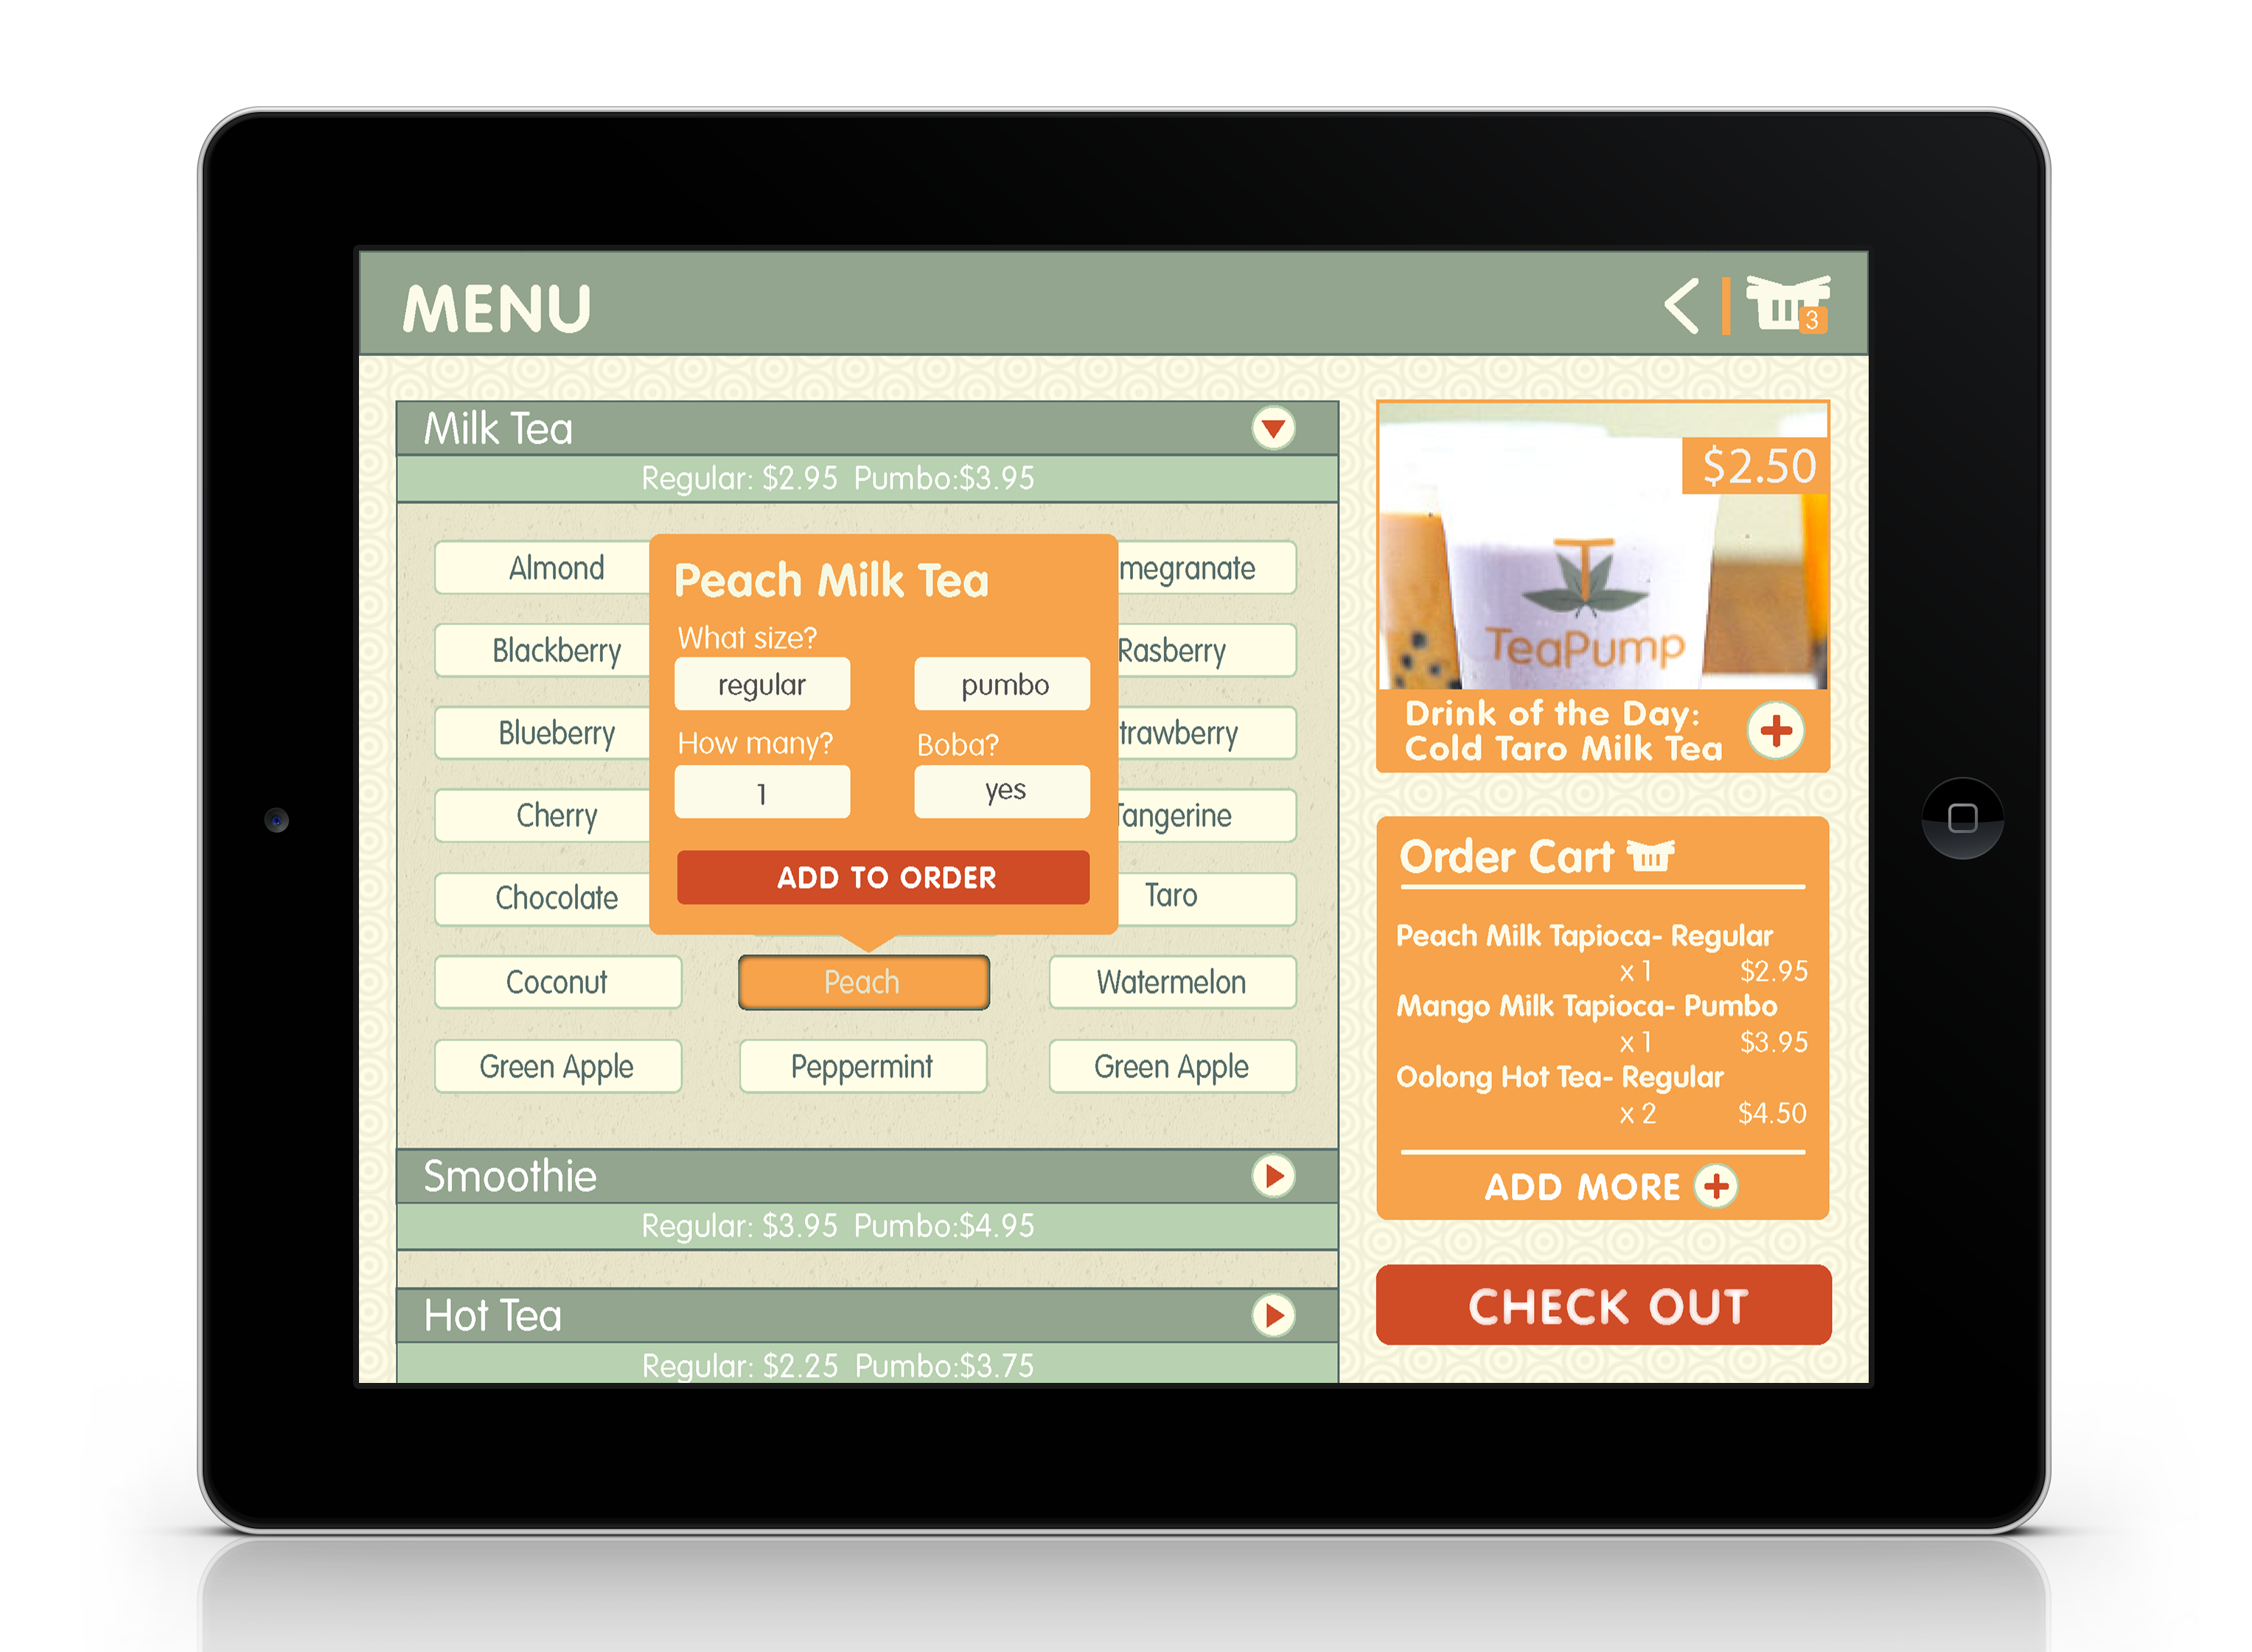 MENU
3
Milk Tea
Regular: $2.95 Pumbo:$3.95
Almond
megranate
Blackberry
Rasberry
Blueberry
trawberry
Cherry
Tangerine
Chocolate
Taro
Coconut
Peach
Watermelon
Green Apple
Peppermint
Green Apple
Peach Milk Tea
What size?
regular
pumbo
How many?
Boba?
1
yes
ADD TO ORDER
Smoothie
Regular: $3.95 Pumbo:$4.95
Hot Tea
Regular: $2.25 Pumbo:$3.75
$2.50
T
TeaPump
Drink of the Day:
Cold Taro Milk Tea
Order Cart
Peach Milk Tapioca- Regular
x 1 $2.95
Mango Milk Tapioca- Pumbo
x 1 $3.95
Oolong Hot Tea- Regular
x 2 $4.50
ADD MORE
CHECK OUT